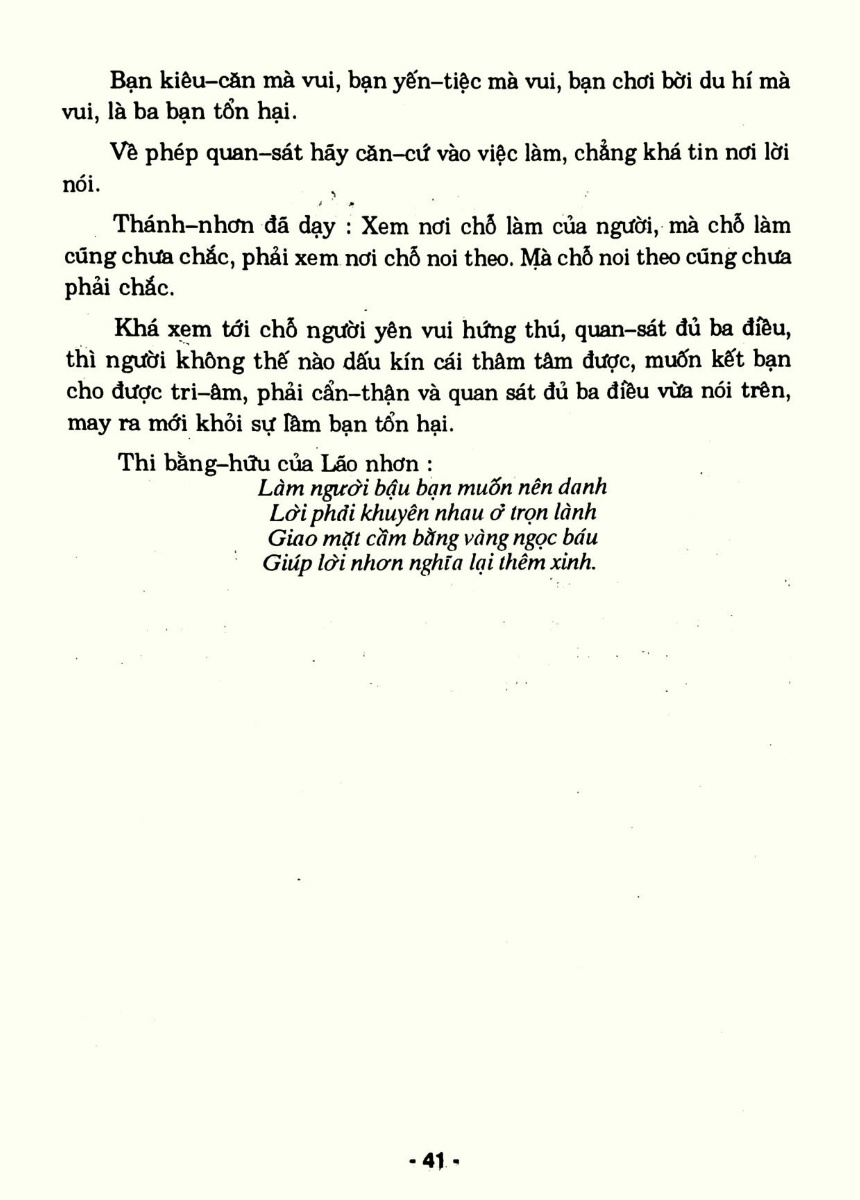 Bạn kiêu–căn mà vui, bạn yến–tiệc mà vui, bạn chơi bời du hí mà
vui, là ba bạn tổn hại.
Về phép quan–sát hãy căn–cứ vào việc làm, chẳng khá tin nơi lời
nói.
Thánh–nhơn đã dạy : Xem nơi chỗ làm của người, mà chỗ làm
cũng chưa chắc, phải xem nơi chỗ noi theo. Mà chỗ noi theo cũng chưa
phải chắc.
Khá xem tới chỗ người yên vui hứng thú, quan–sát đủ ba điều,
thì người không thế nào dấu kín cái thâm tâm được, muốn kết bạn
cho được tri–âm, phải cẩn–thận và quan sát đủ ba điều vừa nói trên,
may ra mới khỏi sự lầm bạn tổn hại.
Thi bằng–hữu của Lão nhơn :
Làm người bậu bạn muốn nên danh
Lời phải khuyên nhau ở trọn lành
Giao mặt cầm bằng vàng ngọc báu
Giúp lời nhơn nghĩa lại thêm xinh.
- 41 -